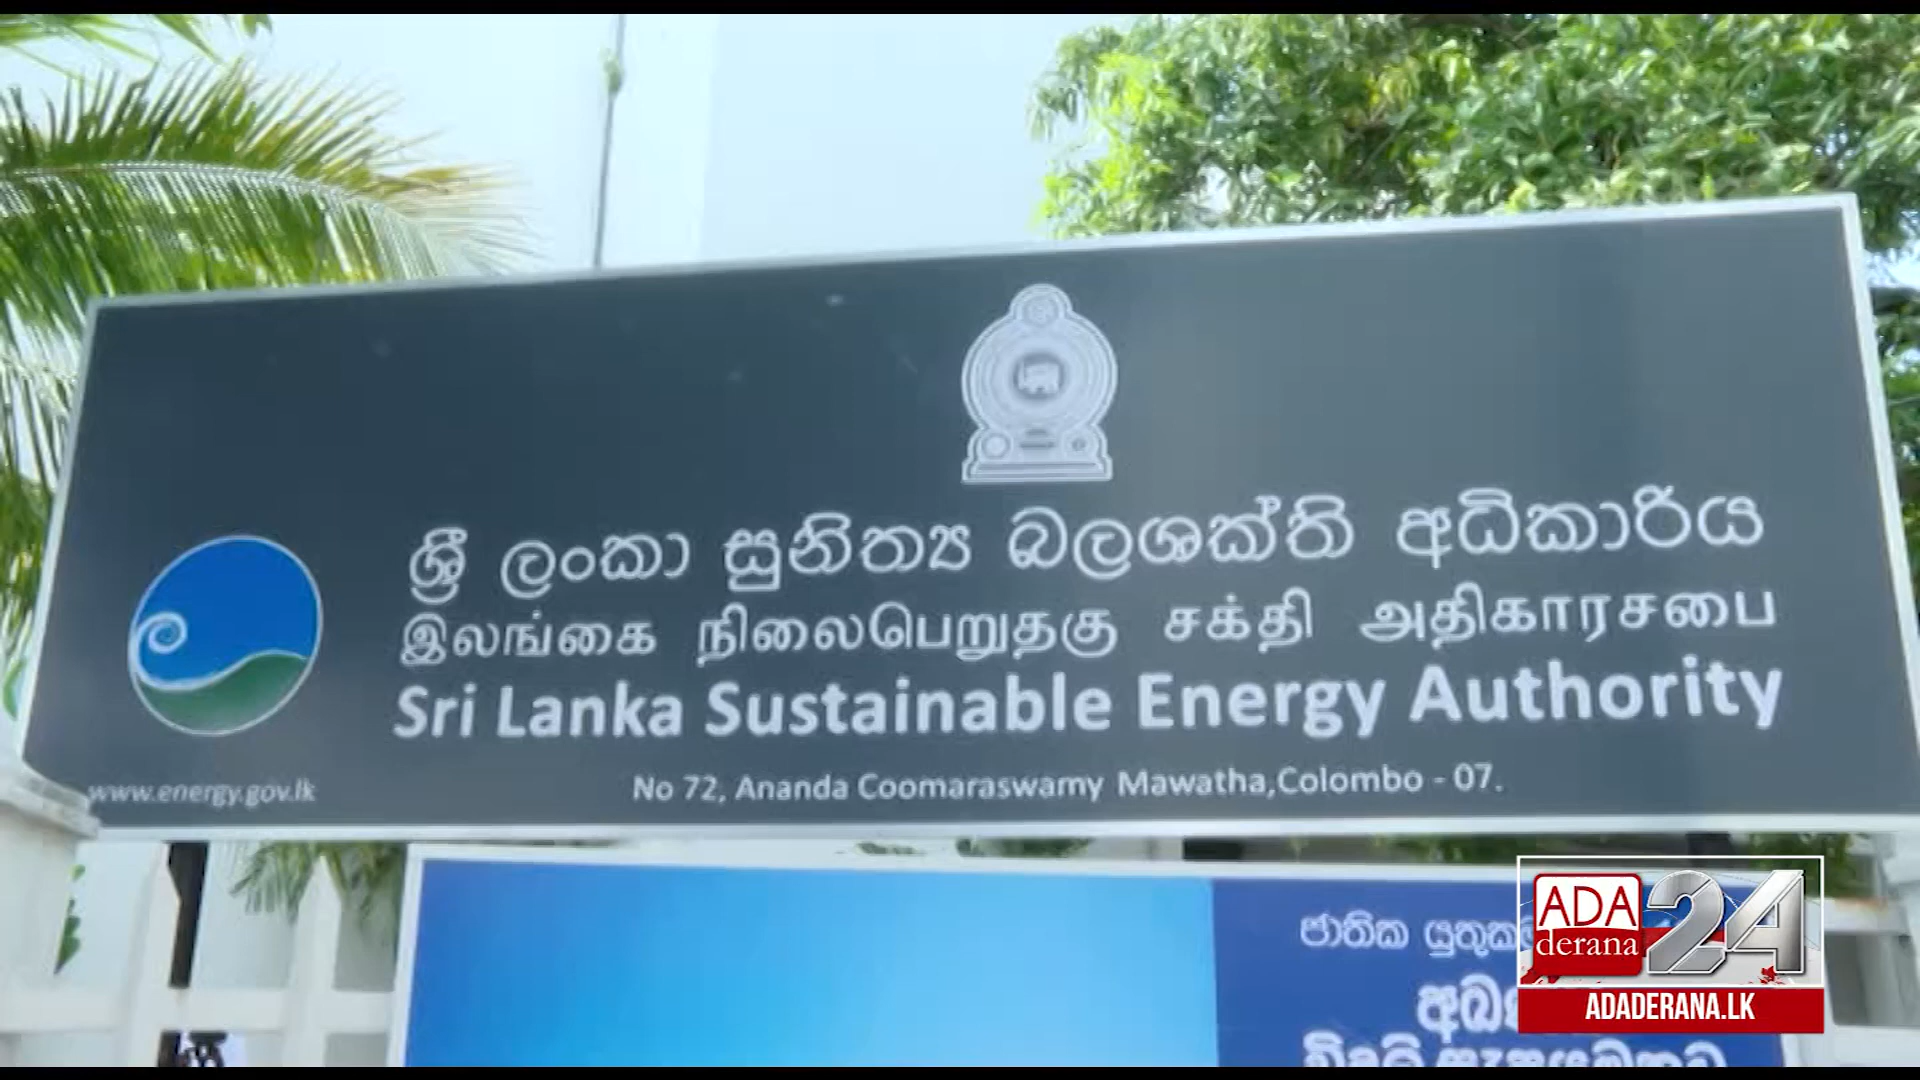 ශ්‍රී ලංකා සුනිත්‍ය බලශක්ති අධිකාරිය
இலங்கை நிலைபெறுதகு சக்தி அதிகாரசபை
Sri Lanka Sustainable Energy Authority
www.energy.gov.lk
No 72, Ananda Coomaraswamy Mawatha,Colombo - 07.
ජාතික
ADA
derana
24
ADADERANA.LK